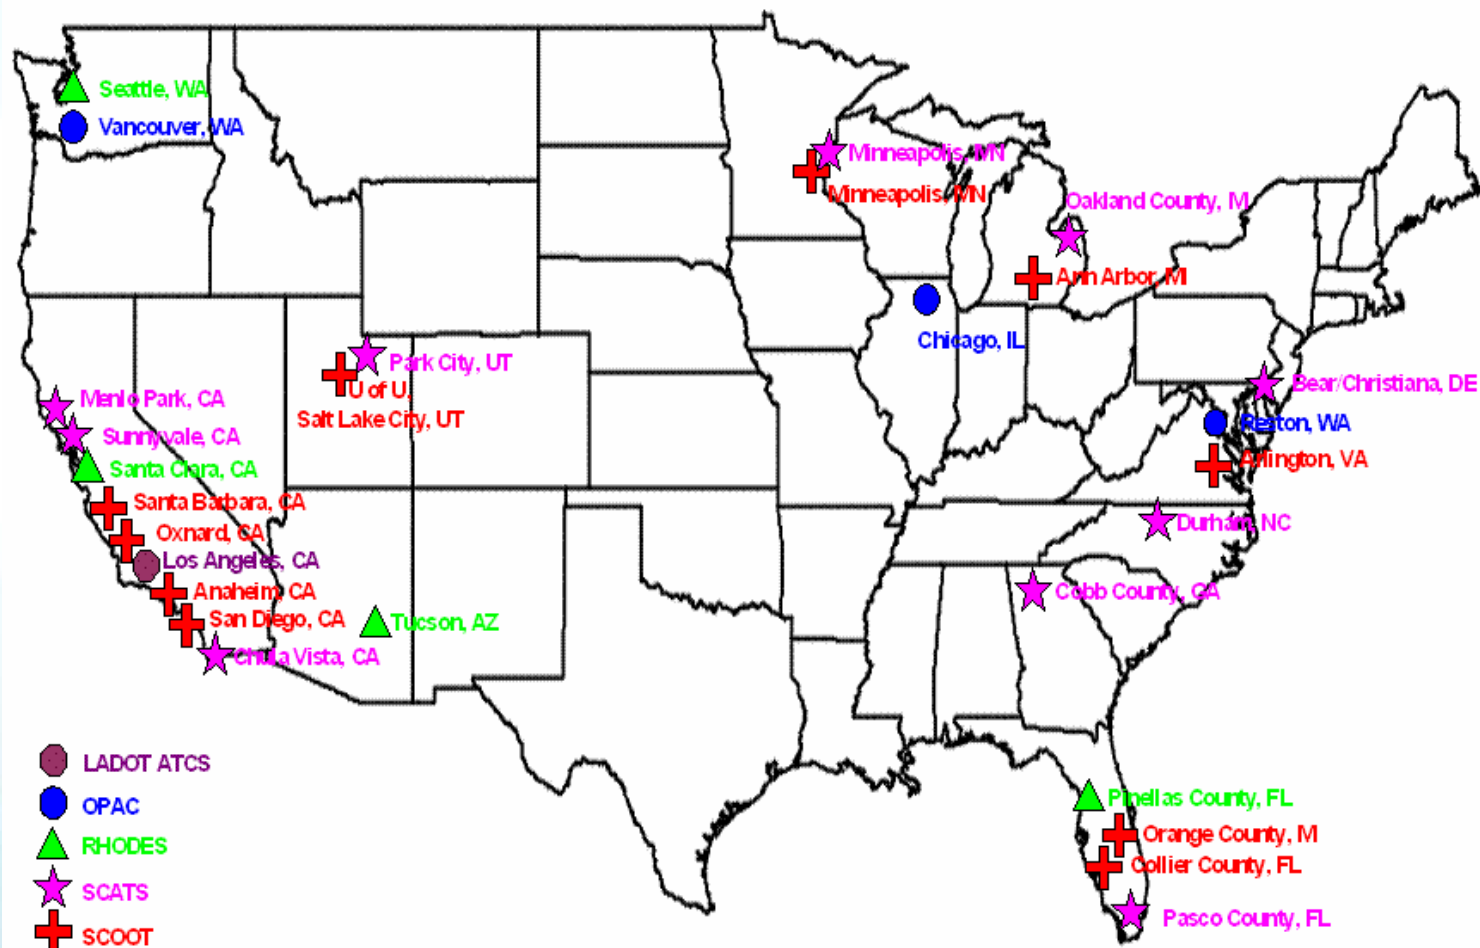 Seattle, WA
Vancouver, WA
Minneapolis, MN
Minneapolis, MN
Oakland County, M
Ann Arbor, MI
Chicago, IL
Park City, UT
U of U,
Salt Lake City, UT
Bear/Christiana, DE
Reston, WA
Arlington, VA
Durham, NC
Cobb County, GA
Menlo Park, CA
Sunnyvale, CA
Santa Clara, CA
Santa Barbara, CA
Oxnard, CA
Los Angeles, CA
Anaheim, CA
San Diego, CA
Chula Vista, CA
Tucson, AZ
Pinellas County, FL
Orange County, M
Collier County, FL
Pasco County, FL
LADOT ATCS
OPAC
RHODES
SCATS
SCOOT